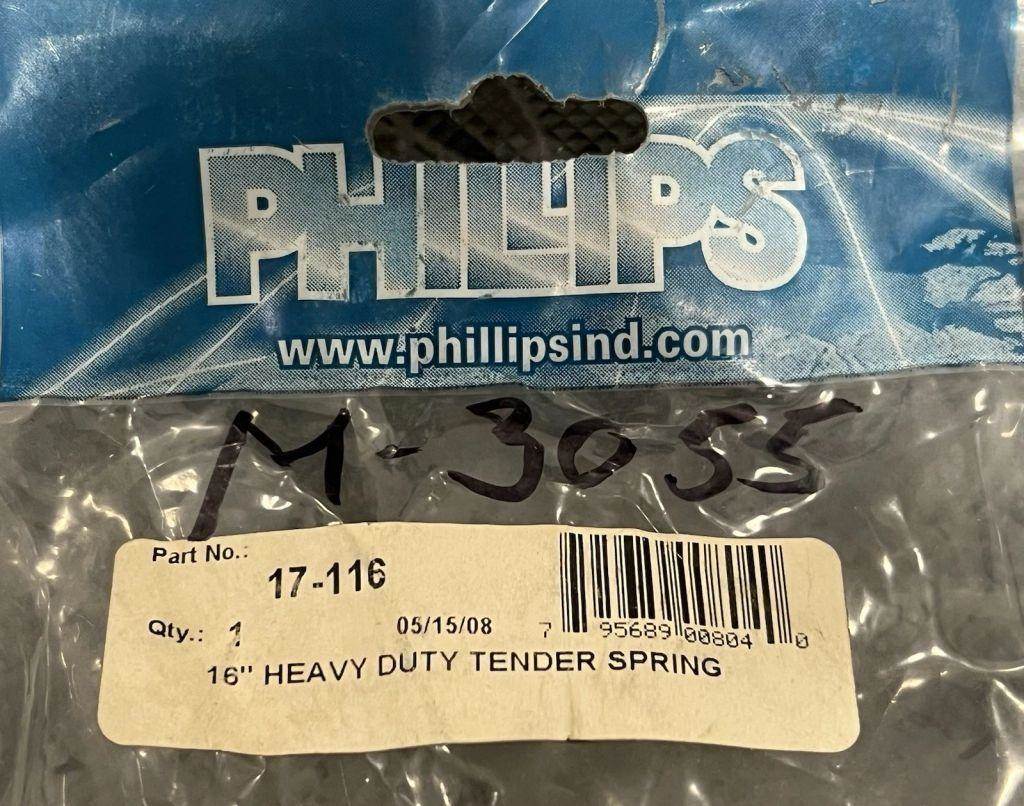 PHILLIPS
www.phillipsind.com
M-3055
Part No.:
17-116
Qty.: 1 05/15/08 7 95689 00804 0
16" HEAVY DUTY TENDER SPRING